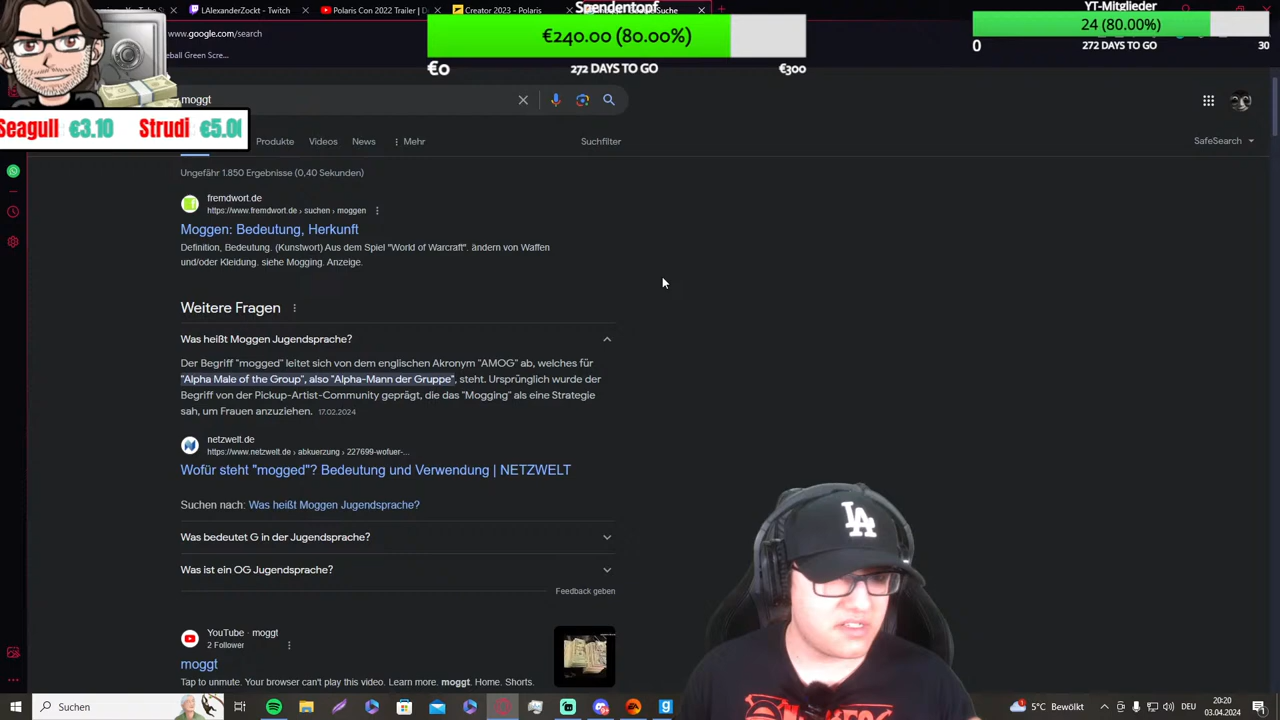 LAlexanderZockt - Twitch
Polaris Con 2022 Trailer | D
Creator 2023 - Polaris
Spendentopf
€240.00 (80.00%)
€0
272 DAYS TO GO
€300
YT-Mitglieder
24 (80.00%)
0
272 DAYS TO GO
30
www.google.com/search
eball Green Scre...
moggt
Seagull €3.10 Strudi €5.0
Produkte
Videos
News
Mehr
Suchfilter
SafeSearch
Ungefähr 1.850 Ergebnisse (0,40 Sekunden)
fremdwort.de
https://www.fremdwort.de › suchen › moggen
Moggen: Bedeutung, Herkunft
Definition, Bedeutung. (Kunstwort) Aus dem Spiel "World of Warcraft". ändern von Waffen
und/oder Kleidung. siehe Mogging. Anzeige.
Weitere Fragen
Was heißt Moggen Jugendsprache?
Der Begriff "mogged" leitet sich von dem englischen Akronym "AMOG" ab, welches für
"Alpha Male of the Group", also "Alpha-Mann der Gruppe", steht. Ursprünglich wurde der
Begriff von der Pickup-Artist-Community geprägt, die das "Mogging" als eine Strategie
sah, um Frauen anzuziehen. 17.02.2024
netzwelt.de
https://www.netzwelt.de › abkuerzung › 227699-wofuer-...
Wofür steht "mogged"? Bedeutung und Verwendung | NETZWELT
Suchen nach: Was heißt Moggen Jugendsprache?
Was bedeutet G in der Jugendsprache?
Was ist ein OG Jugendsprache?
Feedback geben
YouTube · moggt
2 Follower
moggt
Tap to unmute. Your browser can't play this video. Learn more. moggt. Home. Shorts.
LA
Suchen
5°C Bewölkt
DEU
20:20
03.04.2024